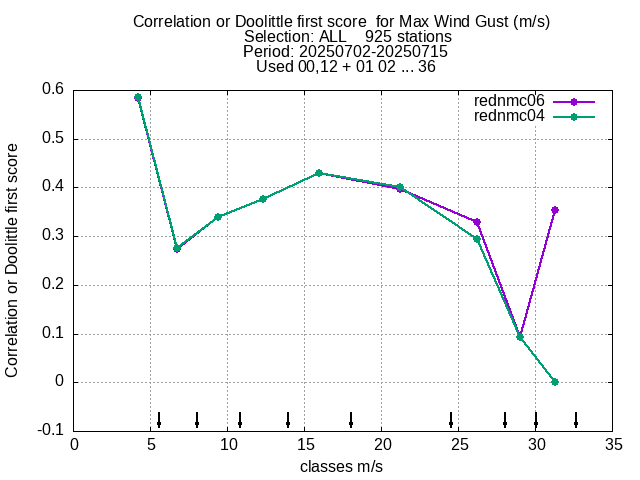 Correlation or Doolittle first score  for Max Wind Gust (m/s)
Selection: ALL    925 stations
Period: 20250702-20250715
Used 00,12 + 01 02 ... 36
rednmc06
rednmc04
Correlation or Doolittle first score
0.6
0.5
0.4
0.3
0.2
0.1
0
-0.1
0 5 10 15 20 25 30 35
classes m/s